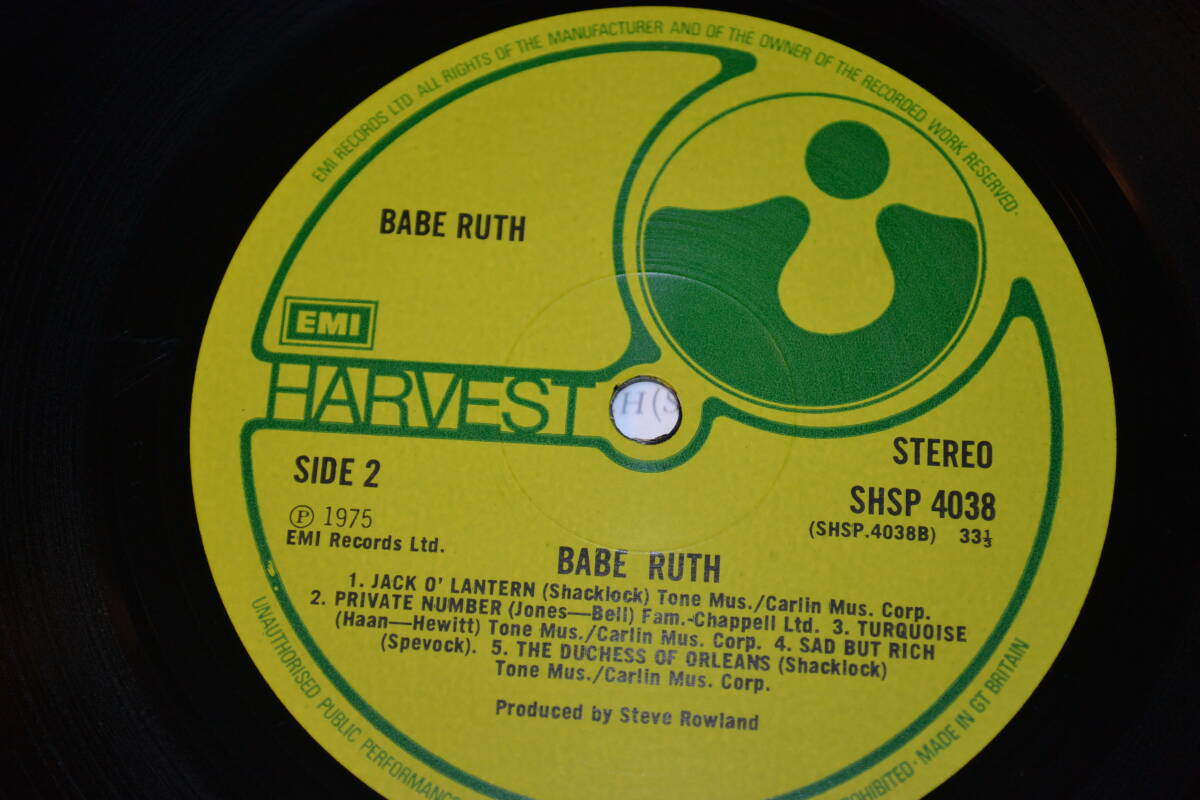 EMI RECORDS LTD. ALL RIGHTS OF THE MANUFACTURER AND OF THE OWNER OF THE RECORDED WORK RESERVED·
BABE RUTH
EMI
HARVEST
H (S
SIDE 2
STEREO
℗ 1975
EMI Records Ltd.
SHSP 4038
(SHSP.4038B) 33⅓
BABE RUTH
1. JACK O' LANTERN (Shacklock) Tone Mus./Carlin Mus. Corp.
2. PRIVATE NUMBER (Jones—Bell) Fam.-Chappell Ltd. 3. TURQUOISE
(Haan—Hewitt) Tone Mus./Carlin Mus. Corp. 4. SAD BUT RICH
(Spevock). 5. THE DUCHESS OF ORLEANS (Shacklock)
Tone Mus./Carlin Mus. Corp.
Produced by Steve Rowland
UNAUTHORISED PUBLIC PERFORMANCE
OHIBITED·MADE IN GT BRITAIN